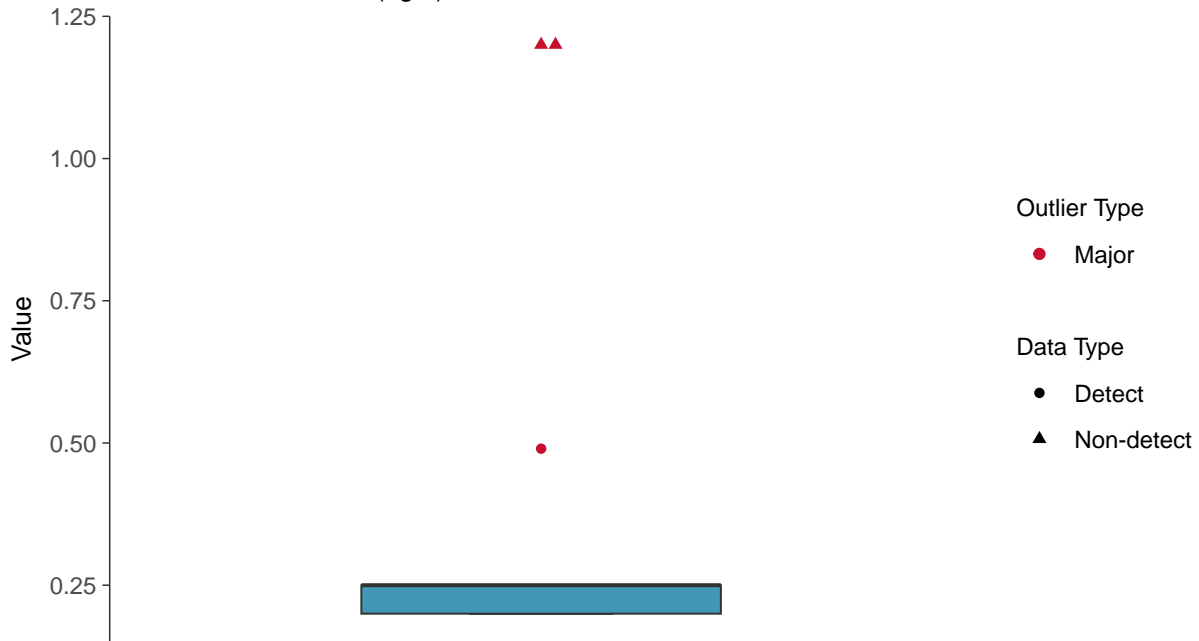 1.25
1.00
0.75
0.50
0.25
Value
Outlier Type
Major
Data Type
Detect
Non-detect